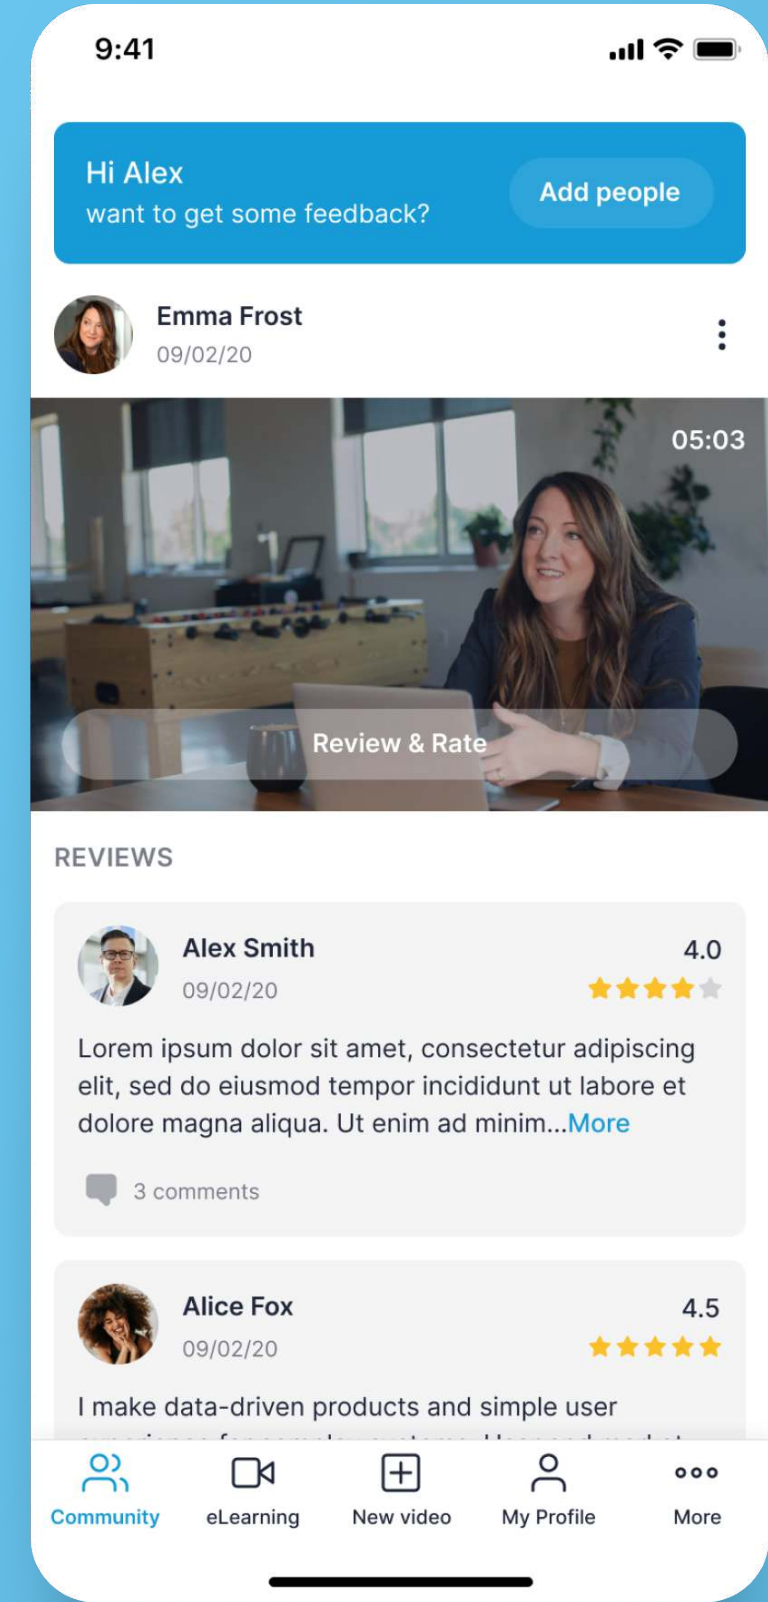 9:41
Hi Alex
want to get some feedback?
Add people
Emma Frost
09/02/20
05:03
Review & Rate
REVIEWS
Alex Smith
4.0
09/02/20
Lorem ipsum dolor sit amet, consectetur adipiscing
elit, sed do eiusmod tempor incididunt ut labore et
dolore magna aliqua. Ut enim ad minim...More
3 comments
Alice Fox
4.5
09/02/20
I make data-driven products and simple user
Community
eLearning
New video
My Profile
More